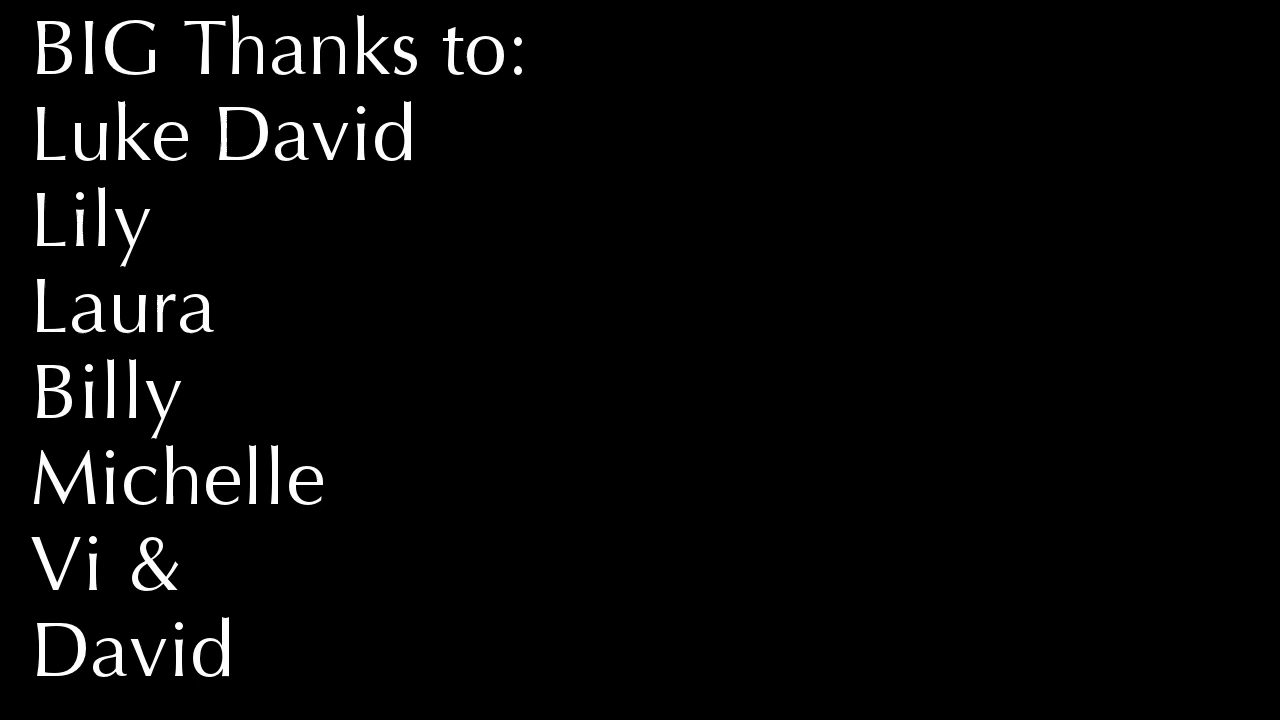 BIG Thanks to:
Luke David
Lily
Laura
Billy
Michelle
Vi &
David